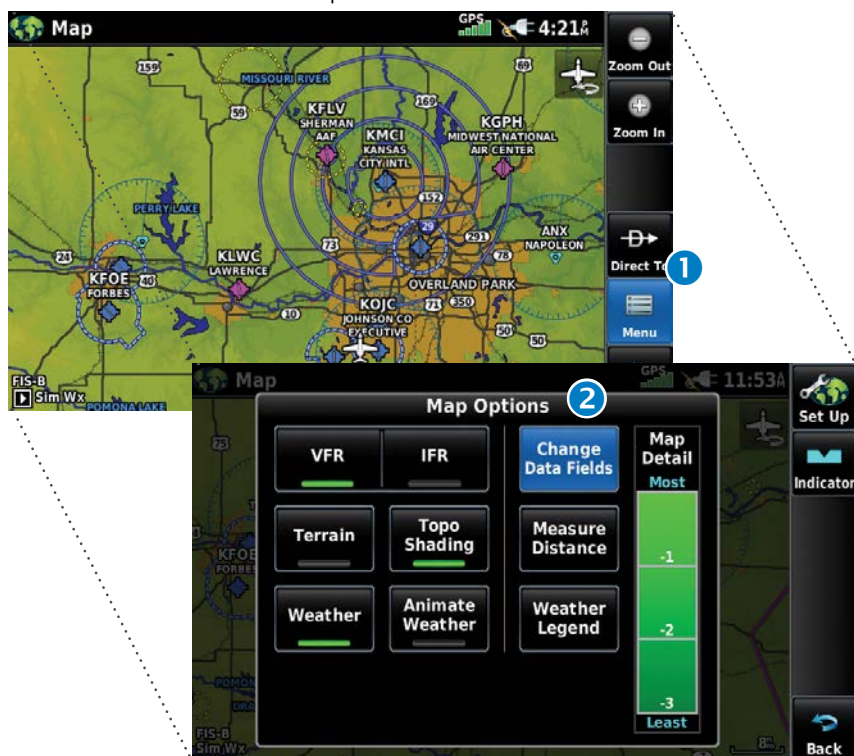 Map
GPS
4:21PM
Zoom Out
Zoom In
Direct To
1
Menu
159
69
MISSOURI RIVER
59
169
KFLV
SHERMAN
AAF
KMCI
KANSAS
CITY INTL
KGPH
MIDWEST NATIONAL
AIR CENTER
152
29
PERRY LAKE
73
291
ANX
NAPOLEON
78
24
KLWC
LAWRENCE
KFOE
FORBES
40
OVERLAND PARK
10
KOJC
JOHNSON CO
EXECUTIVE
71
350
50
50
FIS-B
Sim Wx
POMONA LAKE
Map
GPS
11:53A
Set Up
Indicator
Back
Map Options
2
VFR
IFR
Change
Data Fields
Map
Detail
Most
Terrain
Topo
Shading
Measure
Distance
-1
Weather
Animate
Weather
Weather
Legend
-2
-3
Least
75
KFOE
FORBES
FIS-B
Sim Wx